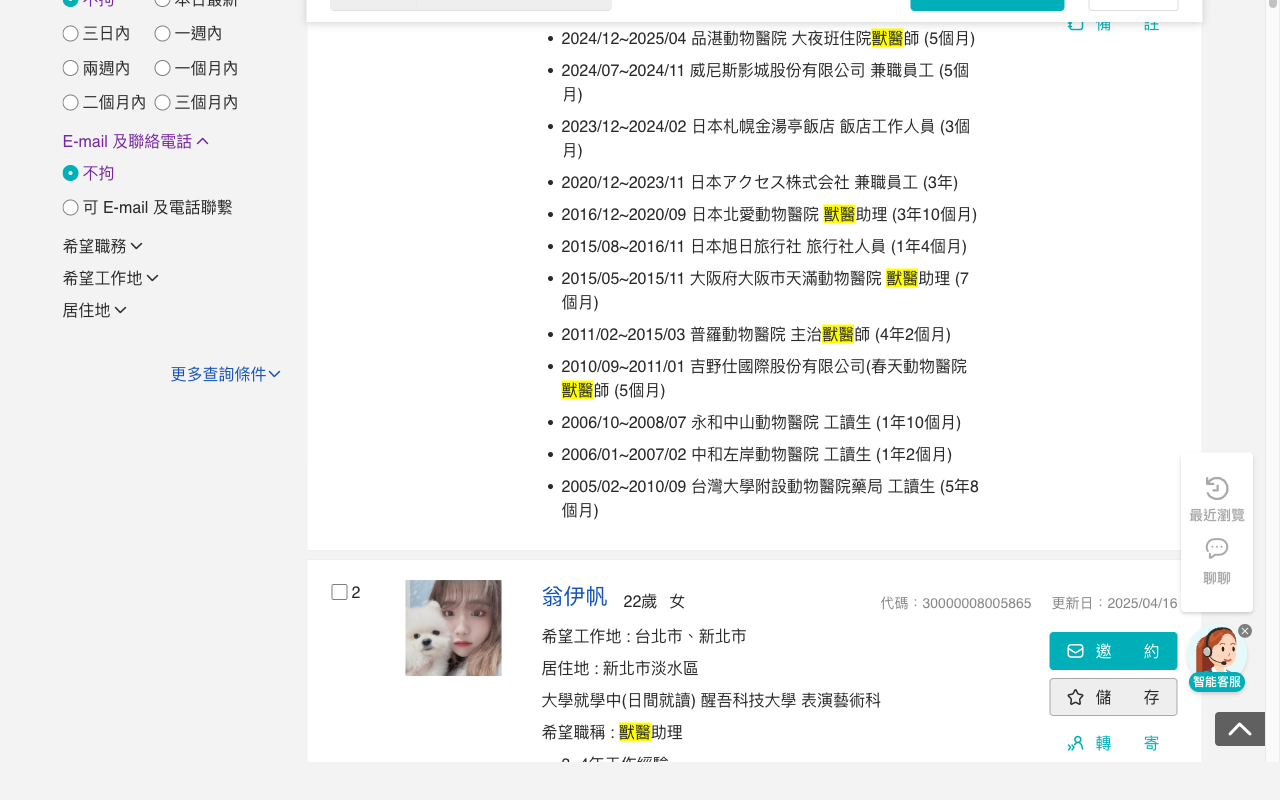 不拘
本日最新
三日內
一週內
兩週內
一個月內
二個月內
三個月內
E-mail 及聯絡電話
不拘
可 E-mail 及電話聯繫
希望職務
希望工作地
居住地
更多查詢條件
備 註
2024/12~2025/04 品湛動物醫院 大夜班住院獸醫師 (5個月)
2024/07~2024/11 威尼斯影城股份有限公司 兼職員工 (5個
月)
2023/12~2024/02 日本札幌金湯亭飯店 飯店工作人員 (3個
月)
2020/12~2023/11 日本アクセス株式会社 兼職員工 (3年)
2016/12~2020/09 日本北愛動物醫院 獸醫助理 (3年10個月)
2015/08~2016/11 日本旭日旅行社 旅行社人員 (1年4個月)
2015/05~2015/11 大阪府大阪市天滿動物醫院 獸醫助理 (7
個月)
2011/02~2015/03 普羅動物醫院 主治獸醫師 (4年2個月)
2010/09~2011/01 吉野仕國際股份有限公司(春天動物醫院
獸醫師 (5個月)
2006/10~2008/07 永和中山動物醫院 工讀生 (1年10個月)
2006/01~2007/02 中和左岸動物醫院 工讀生 (1年2個月)
2005/02~2010/09 台灣大學附設動物醫院藥局 工讀生 (5年8
個月)
2
翁伊帆 22歲 女
代碼：30000008005865 更新日：2025/04/16
希望工作地 : 台北市、新北市
居住地 : 新北市淡水區
大學就學中(日間就讀) 醒吾科技大學 表演藝術科
希望職稱 : 獸醫助理
3~4年工作經驗
邀 約
儲 存
轉 寄
最近瀏覽
聊聊
智能客服